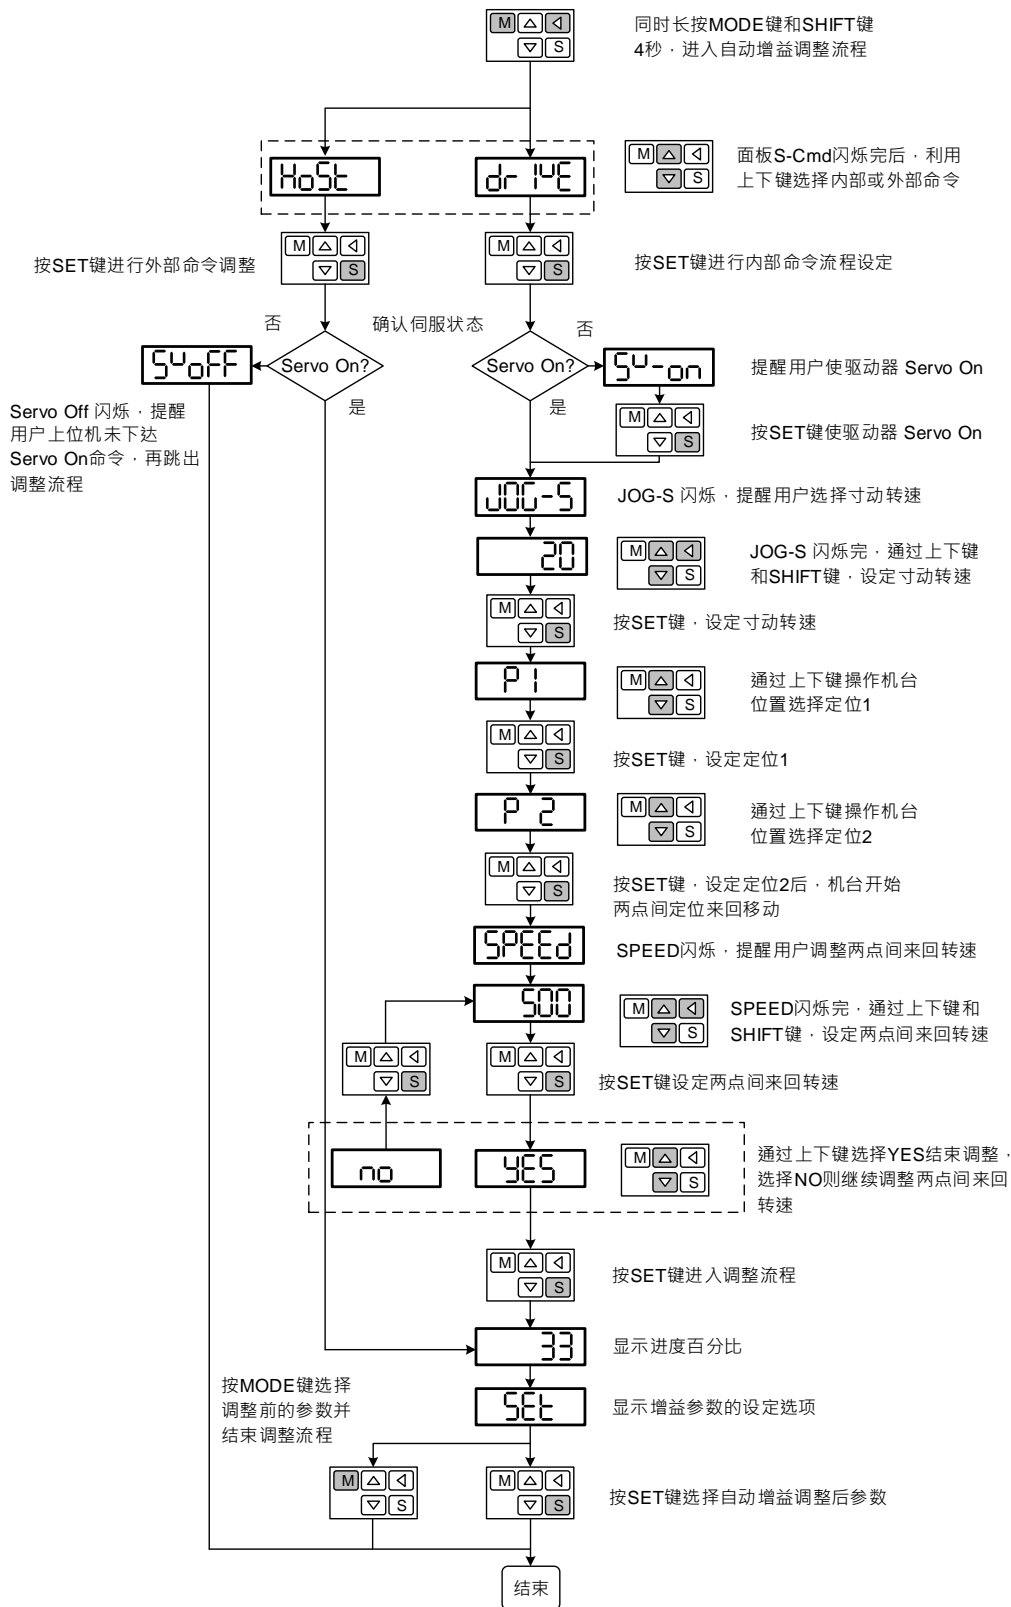 M S
同时长按MODE键和SHIFT键
4秒，进入自动增益调整流程
HoSt
drIvE
M S
面板S-Cmd闪烁完后，利用
上下键选择内部或外部命令
按SET键进行外部命令调整
M S
M S
按SET键进行内部命令流程设定
否
确认伺服状态
否
SvoFF
Servo On?
Servo On?
Sv-on
提醒用户使驱动器 Servo On
是
是
Servo Off 闪烁，提醒
用户上位机未下达
Servo On命令，再跳出
调整流程
M S
按SET键使驱动器 Servo On
JOG-S
JOG-S 闪烁，提醒用户选择寸动转速
20
M S
JOG-S 闪烁完，通过上下键
和SHIFT键，设定寸动转速
M S
按SET键，设定寸动转速
P1
M S
通过上下键操作机台
位置选择定位1
M S
按SET键，设定定位1
P 2
M S
通过上下键操作机台
位置选择定位2
M S
按SET键，设定定位2后，机台开始
两点间定位来回移动
SPEEd
SPEED闪烁，提醒用户调整两点间来回转速
500
M S
SPEED闪烁完，通过上下键和
SHIFT键，设定两点间来回转速
M S
M S
按SET键设定两点间来回转速
no
YES
M S
通过上下键选择YES结束调整，
选择NO则继续调整两点间来回
转速
M S
按SET键进入调整流程
33
显示进度百分比
按MODE键选择
调整前的参数并
结束调整流程
SEt
显示增益参数的设定选项
M S
M S
按SET键选择自动增益调整后参数
结束